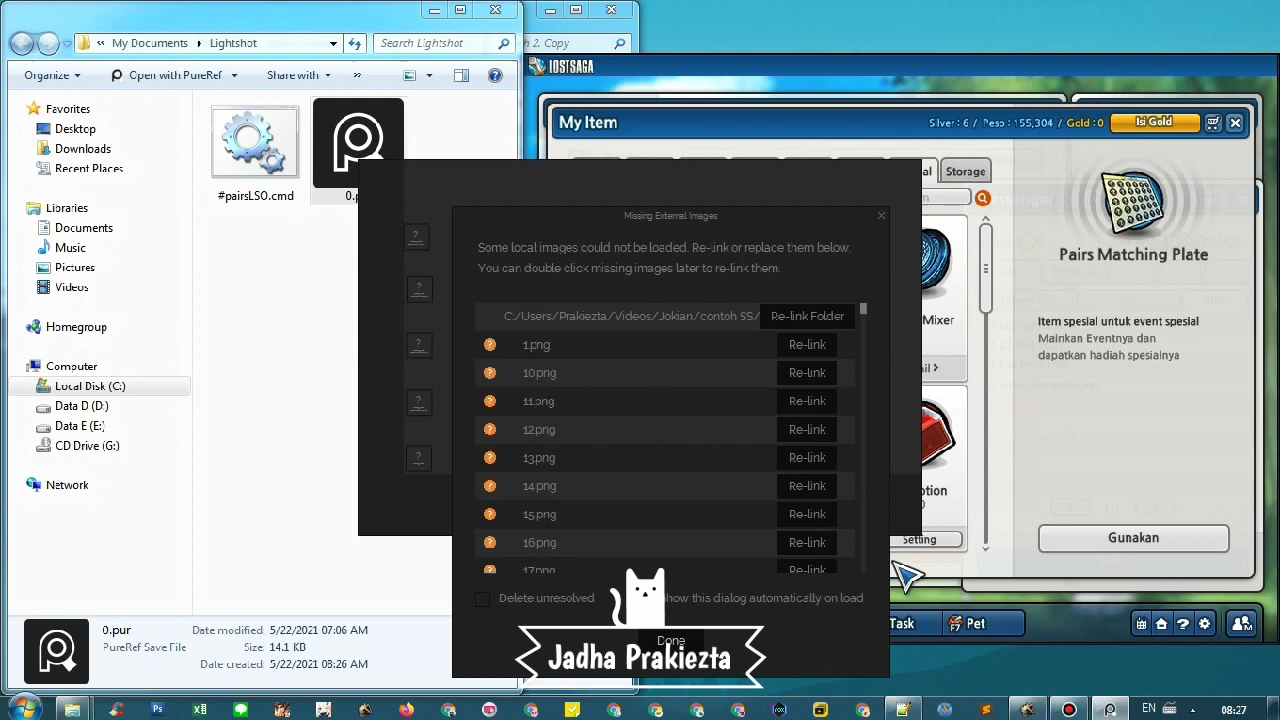 My Documents
Lightshot
Search Lightshot
h 2. Copy
Organize
Open with PureRef
Share with
»
Favorites
Desktop
Downloads
Recent Places
Libraries
Documents
Music
Pictures
Videos
Homegroup
Computer
Local Disk (C:)
Data D (D:)
Data E (E:)
CD Drive (G:)
Network
#pairsLSO.cmd
0.p
0.pur
PureRef Save File
Date modified: 5/22/2021 07:06 AM
Size: 14.1 KB
Date created: 5/22/2021 08:26 AM
Missing External Images
Some local images could not be loaded. Re-link or replace them below.
You can double click missing images later to re-link them.
C:/Users/Prakiezta/Videos/Jokian/contoh SS/ Re-link Folder
1.png Re-link
10.png Re-link
11.png Re-link
12.png Re-link
13.png Re-link
14.png Re-link
15.png Re-link
16.png Re-link
17.png Re-link
Delete unresolved
how this dialog automatically on load
Done
Jadha Prakiezta
LOSTSAGA
My Item
Silver : 6 / Peso : 155,304 / Gold : 0
Isi Gold
al
Storage
Mixer
ail >
otion
Setting
Pairs Matching Plate
Item spesial untuk event spesial
Mainkan Eventnya dan
dapatkan hadiah spesialnya
Gunakan
Task
F7 Pet
EN
08:27